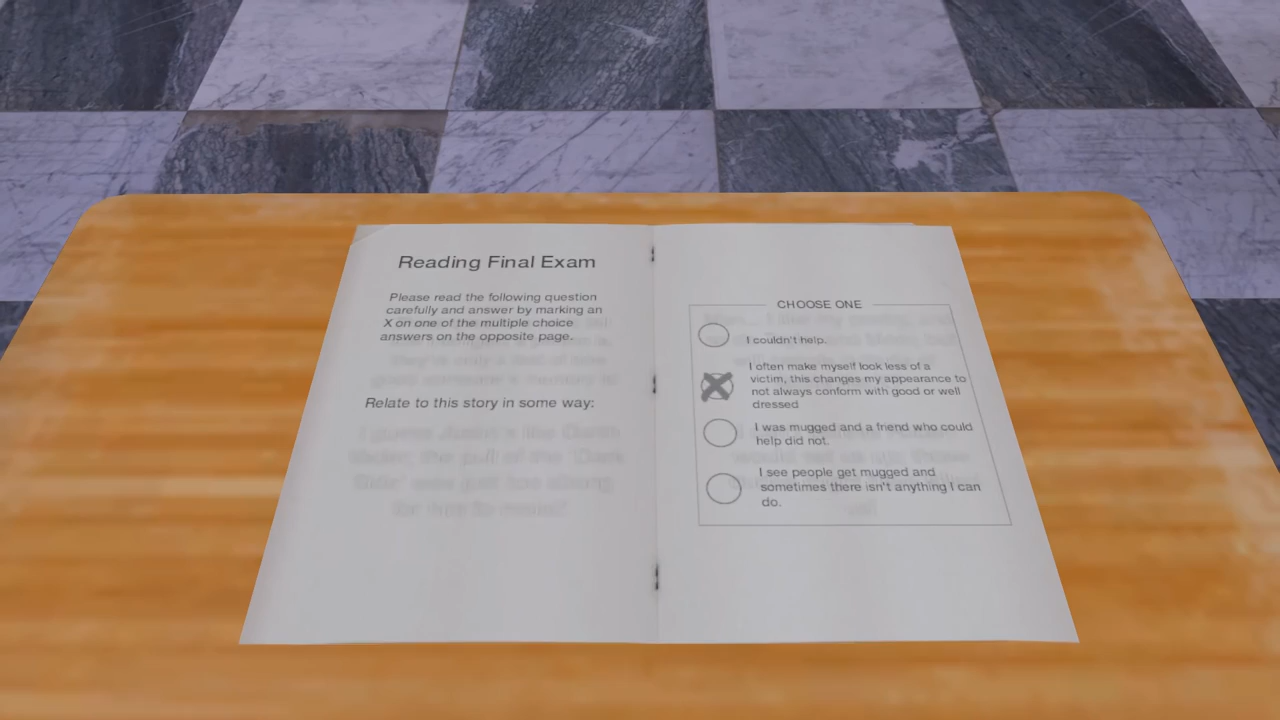 Reading Final Exam
Please read the following question
carefully and answer by marking an
X on one of the multiple choice
answers on the opposite page.
Relate to this story in some way:
CHOOSE ONE
I couldn't help.
I often make myself look less of a
victim, this changes my appearance to
not always conform with good or well
dressed
I was mugged and a friend who could
help did not.
I see people get mugged and
sometimes there isn't anything I can
do.